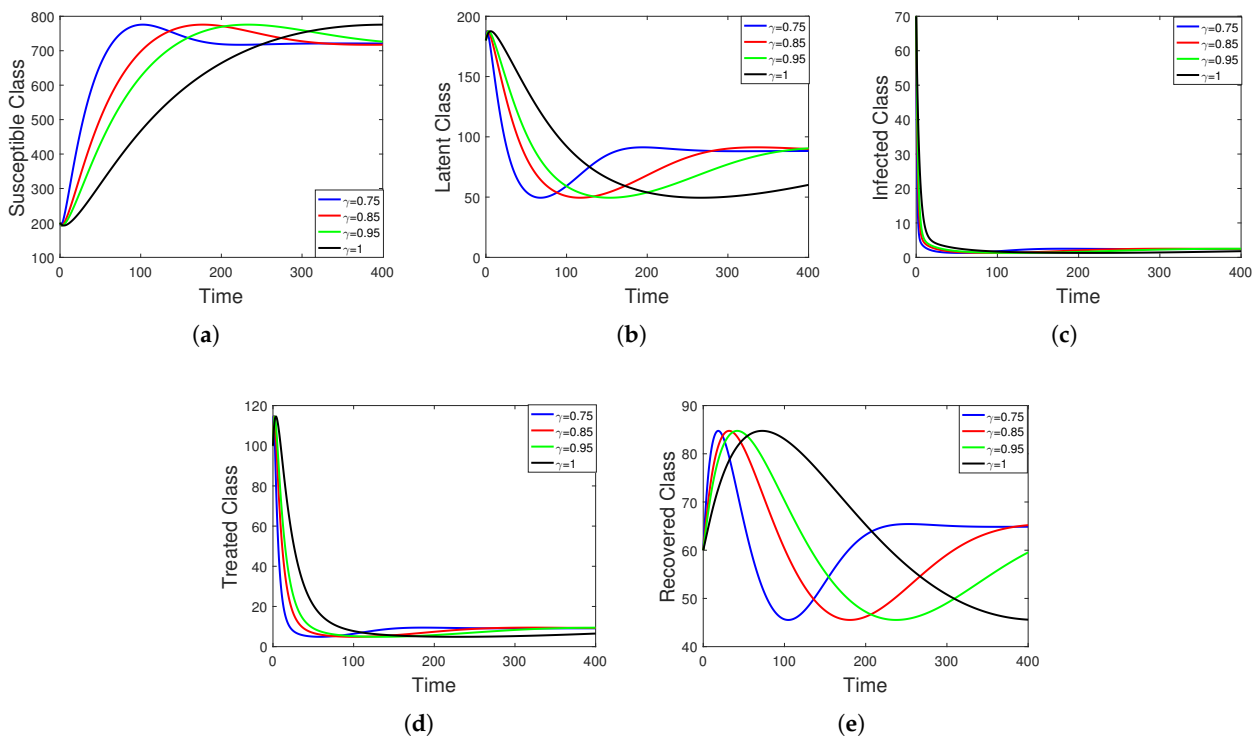 800
700
600
500
400
300
200
100
Susceptible Class
γ=0.75
γ=0.85
γ=0.95
γ=1
0 100 200 300 400
Time
(a)
200
150
100
50
0
Latent Class
γ=0.75
γ=0.85
γ=0.95
γ=1
0 100 200 300 400
Time
(b)
70
60
50
40
30
20
10
0
Infected Class
γ=0.75
γ=0.85
γ=0.95
γ=1
0 100 200 300 400
Time
(c)
120
100
80
60
40
20
0
Treated Class
γ=0.75
γ=0.85
γ=0.95
γ=1
0 100 200 300 400
Time
(d)
90
80
70
60
50
40
Recovered Class
γ=0.75
γ=0.85
γ=0.95
γ=1
0 100 200 300 400
Time
(e)